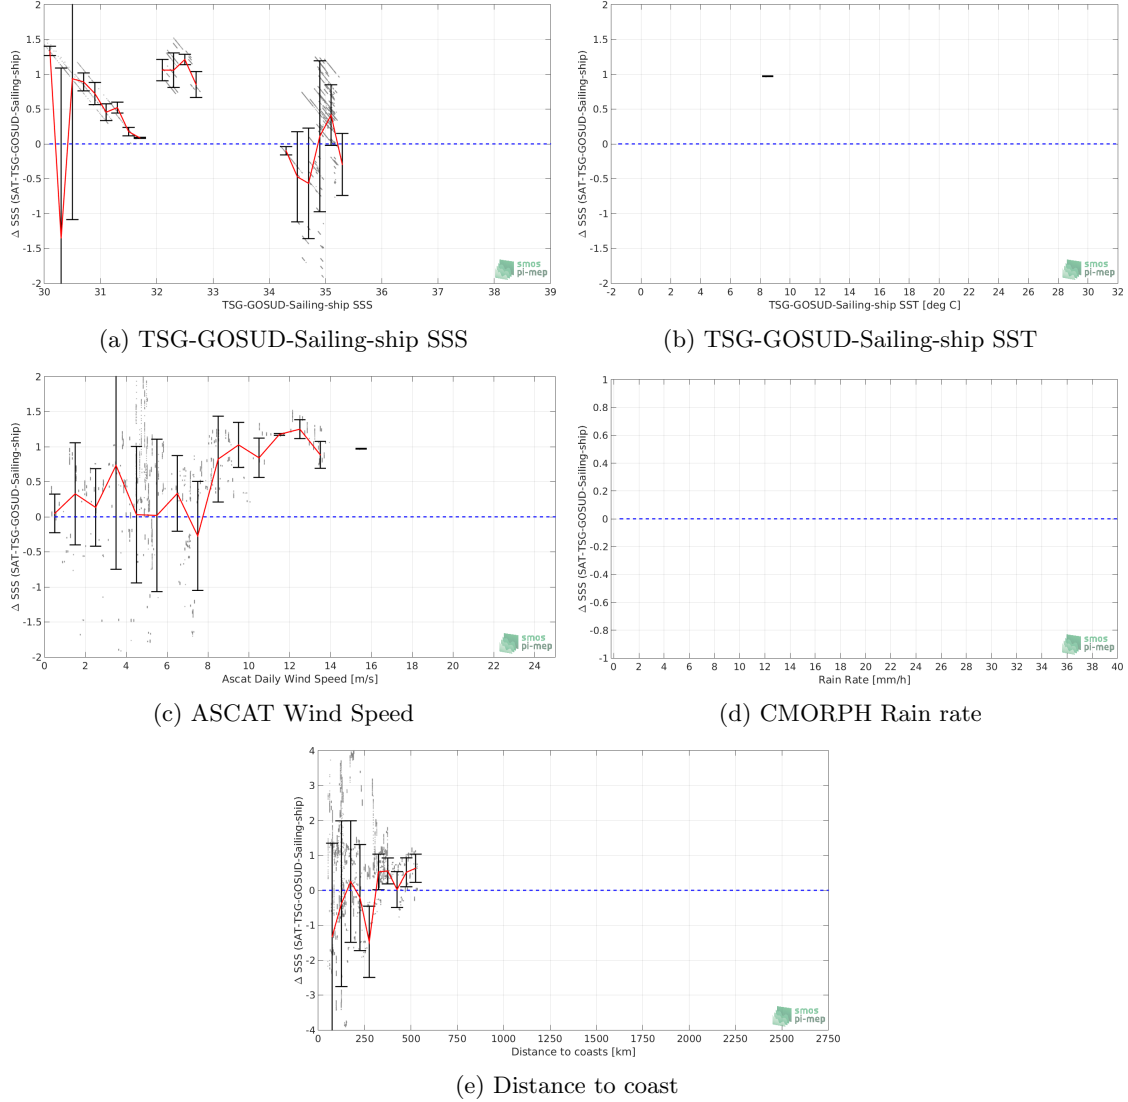 2
1.5
1
0.5
0
-0.5
-1
-1.5
-2
30 31 32 33 34 35 36 37 38 39
Δ SSS (SAT-TSG-GOSUD-Sailing-ship)
TSG-GOSUD-Sailing-ship SSS
smos
pi-mep
(a) TSG-GOSUD-Sailing-ship SSS
2
1.5
1
0.5
0
-0.5
-1
-1.5
-2
-2 0 2 4 6 8 10 12 14 16 18 20 22 24 26 28 30 32
Δ SSS (SAT-TSG-GOSUD-Sailing-ship)
TSG-GOSUD-Sailing-ship SST [deg C]
smos
pi-mep
(b) TSG-GOSUD-Sailing-ship SST
2
1.5
1
0.5
0
-0.5
-1
-1.5
-2
0 2 4 6 8 10 12 14 16 18 20 22 24
Δ SSS (SAT-TSG-GOSUD-Sailing-ship)
Ascat Daily Wind Speed [m/s]
smos
pi-mep
(c) ASCAT Wind Speed
1
0.8
0.6
0.4
0.2
0
-0.2
-0.4
-0.6
-0.8
-1
0 2 4 6 8 10 12 14 16 18 20 22 24 26 28 30 32 34 36 38 40
Δ SSS (SAT-TSG-GOSUD-Sailing-ship)
Rain Rate [mm/h]
smos
pi-mep
(d) CMORPH Rain rate
4
3
2
1
0
-1
-2
-3
-4
0 250 500 750 1000 1250 1500 1750 2000 2250 2500 2750
Δ SSS (SAT-TSG-GOSUD-Sailing-ship)
Distance to coasts [km]
smos
pi-mep
(e) Distance to coast